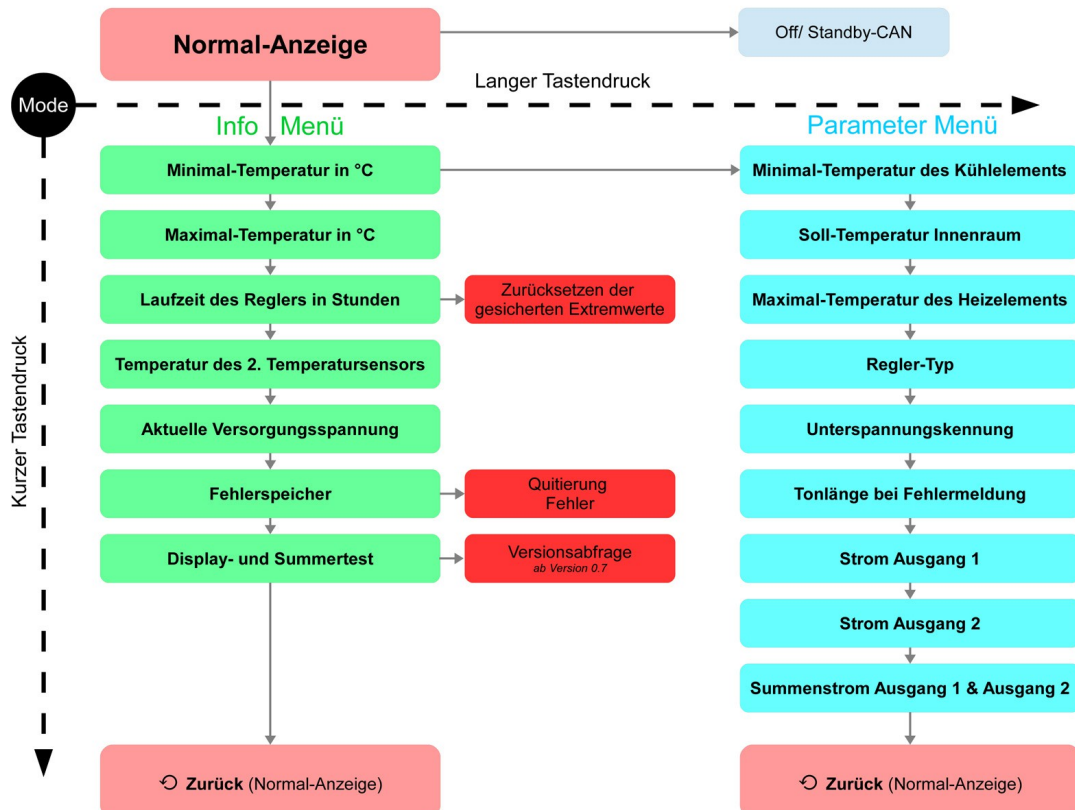 Normal-Anzeige
Off/ Standby-CAN
Langer Tastendruck
Mode
Kurzer Tastendruck
Info Menü
Minimal-Temperatur in °C
Maximal-Temperatur in °C
Laufzeit des Reglers in Stunden
Zurücksetzen der
gesicherten Extremwerte
Temperatur des 2. Temperatursensors
Aktuelle Versorgungsspannung
Fehlerspeicher
Quitierung
Fehler
Display- und Summertest
Versionsabfrage
ab Version 0.7
Zurück (Normal-Anzeige)
Parameter Menü
Minimal-Temperatur des Kühlelements
Soll-Temperatur Innenraum
Maximal-Temperatur des Heizelements
Regler-Typ
Unterspannungskennung
Tonlänge bei Fehlermeldung
Strom Ausgang 1
Strom Ausgang 2
Summenstrom Ausgang 1 & Ausgang 2
Zurück (Normal-Anzeige)